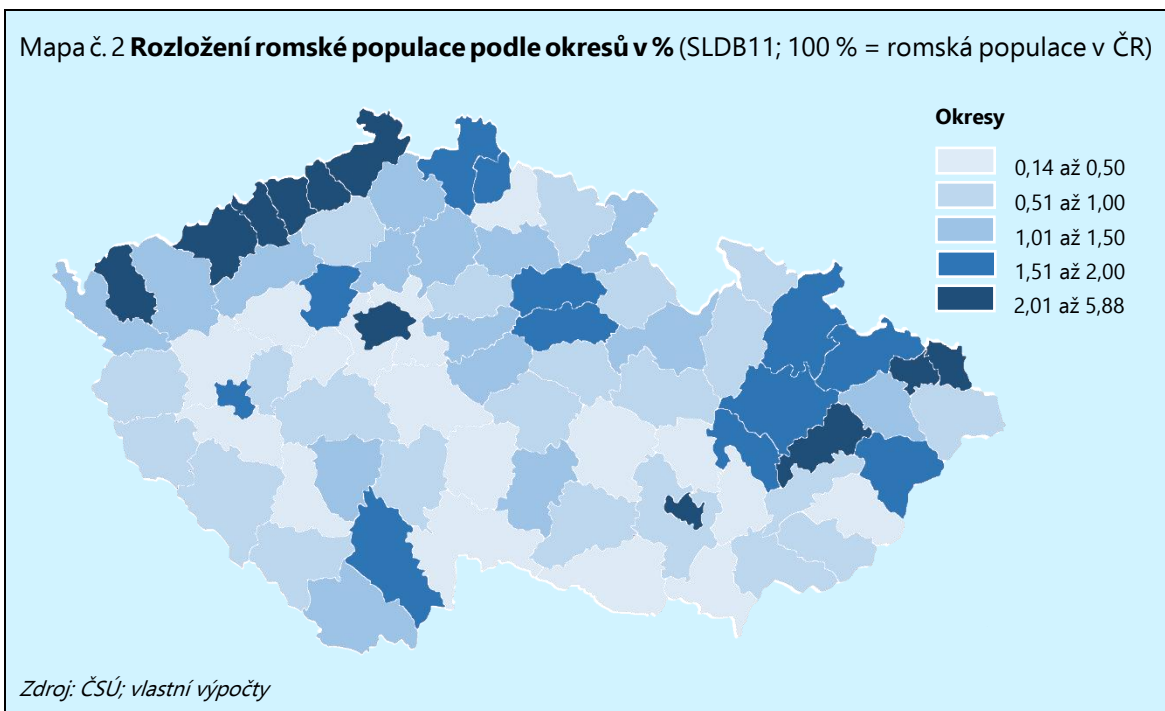 Mapa č. 2 Rozložení romské populace podle okresů v % (SLDB11; 100 % = romská populace v ČR)
Okresy
0,14 až 0,50
0,51 až 1,00
1,01 až 1,50
1,51 až 2,00
2,01 až 5,88
Zdroj: ČSÚ; vlastní výpočty